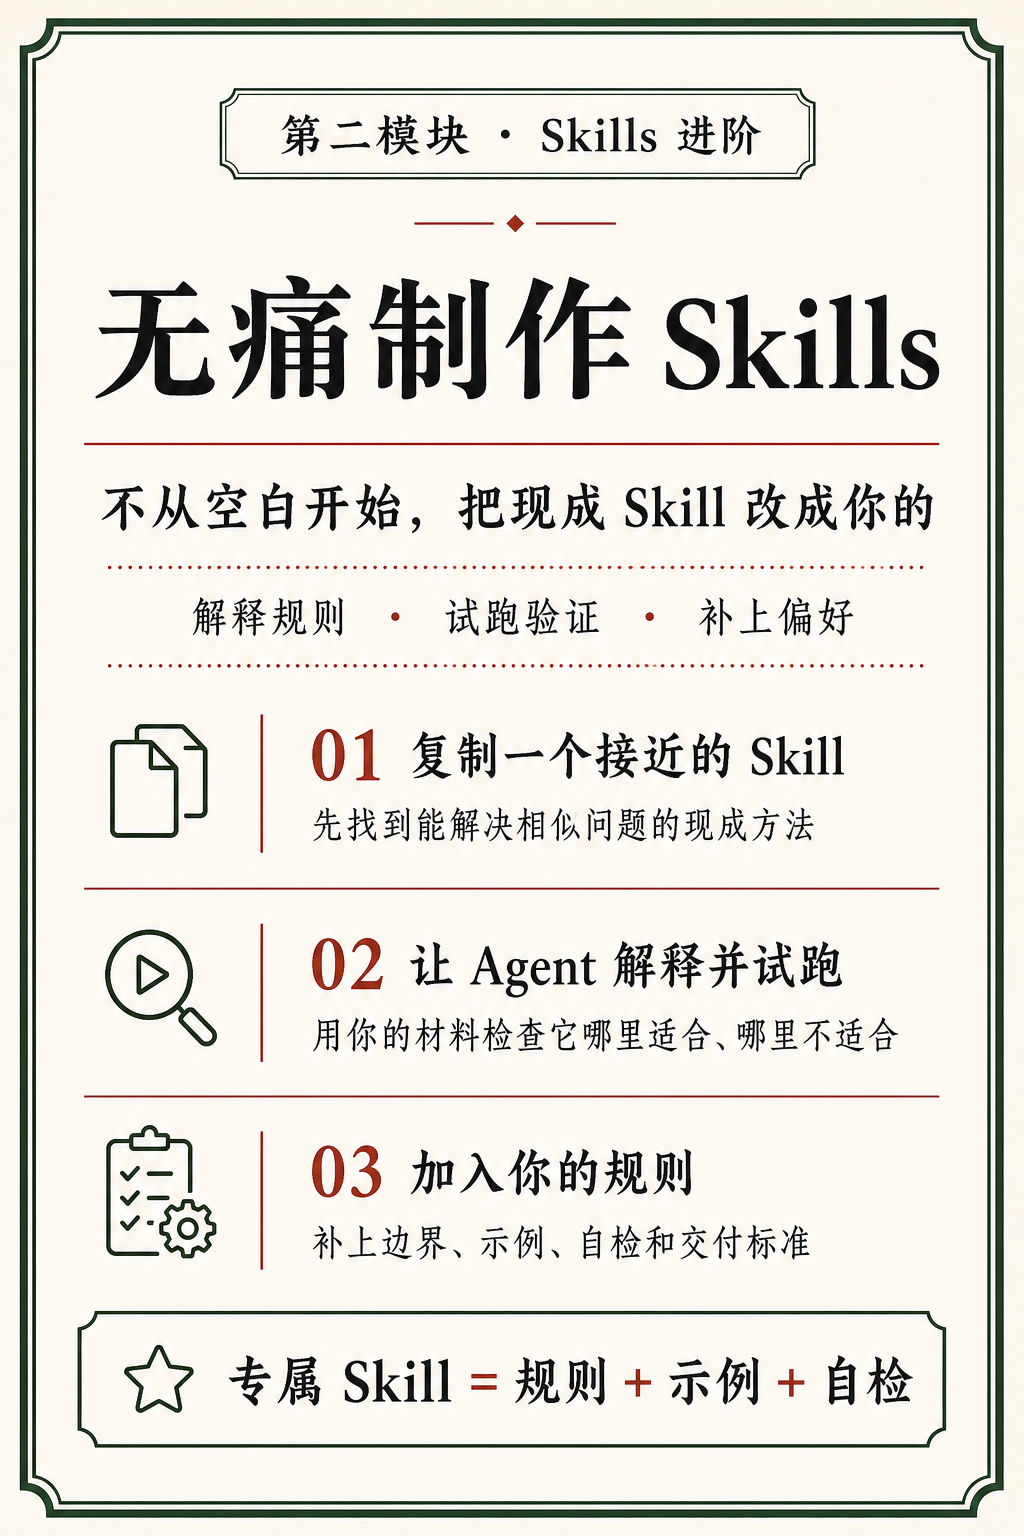 第二模块 · Skills 进阶
无痛制作 Skills
不从空白开始，把现成 Skill 改成你的
解释规则 · 试跑验证 · 补上偏好
01 复制一个接近的 Skill
先找到能解决相似问题的现成方法
02 让 Agent 解释并试跑
用你的材料检查它哪里适合、哪里不适合
03 加入你的规则
补上边界、示例、自检和交付标准
专属 Skill = 规则 + 示例 + 自检